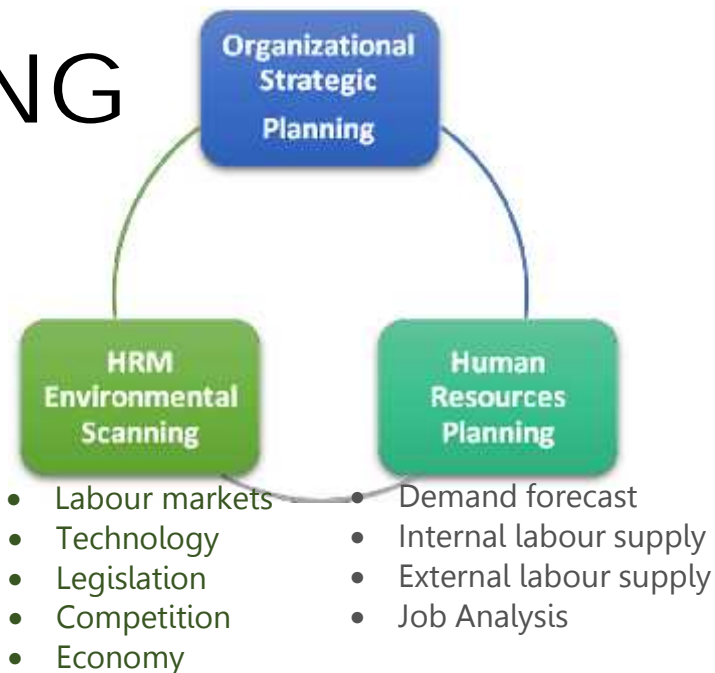 NG
Organizational
Strategic
Planning
HRM
Environmental
Scanning
• Labour markets
• Technology
• Legislation
• Competition
• Economy
Human
Resources
Planning
• Demand forecast
• Internal labour supply
• External labour supply
• Job Analysis